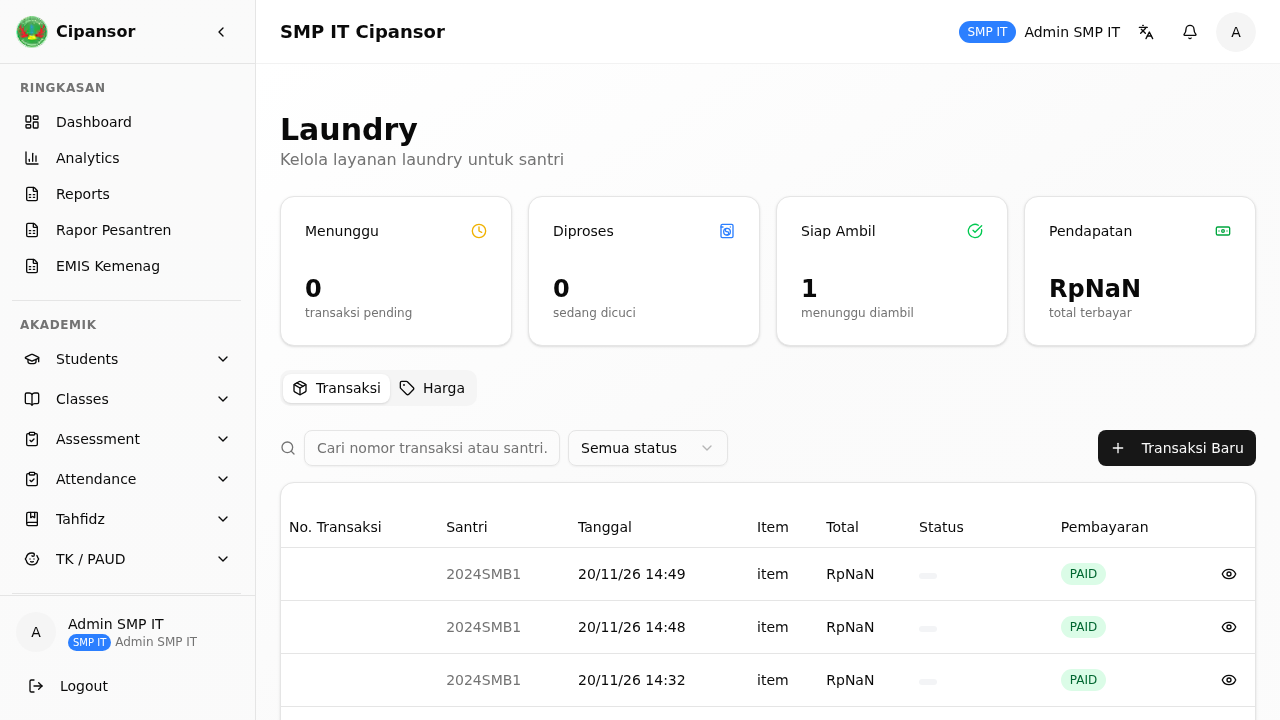 Cipansor
SMP IT Cipansor
SMP IT
Admin SMP IT
A
RINGKASAN
Dashboard
Analytics
Reports
Rapor Pesantren
EMIS Kemenag
AKADEMIK
Students
Classes
Assessment
Attendance
Tahfidz
TK / PAUD
A
Admin SMP IT
SMP IT Admin SMP IT
Logout
Laundry
Kelola layanan laundry untuk santri
Menunggu
0
transaksi pending
Diproses
0
sedang dicuci
Siap Ambil
1
menunggu diambil
Pendapatan
RpNaN
total terbayar
Transaksi
Harga
Cari nomor transaksi atau santri.
Semua status
Transaksi Baru
No. Transaksi Santri Tanggal Item Total Status Pembayaran
2024SMB1 20/11/26 14:49 item RpNaN PAID
2024SMB1 20/11/26 14:48 item RpNaN PAID
2024SMB1 20/11/26 14:32 item RpNaN PAID